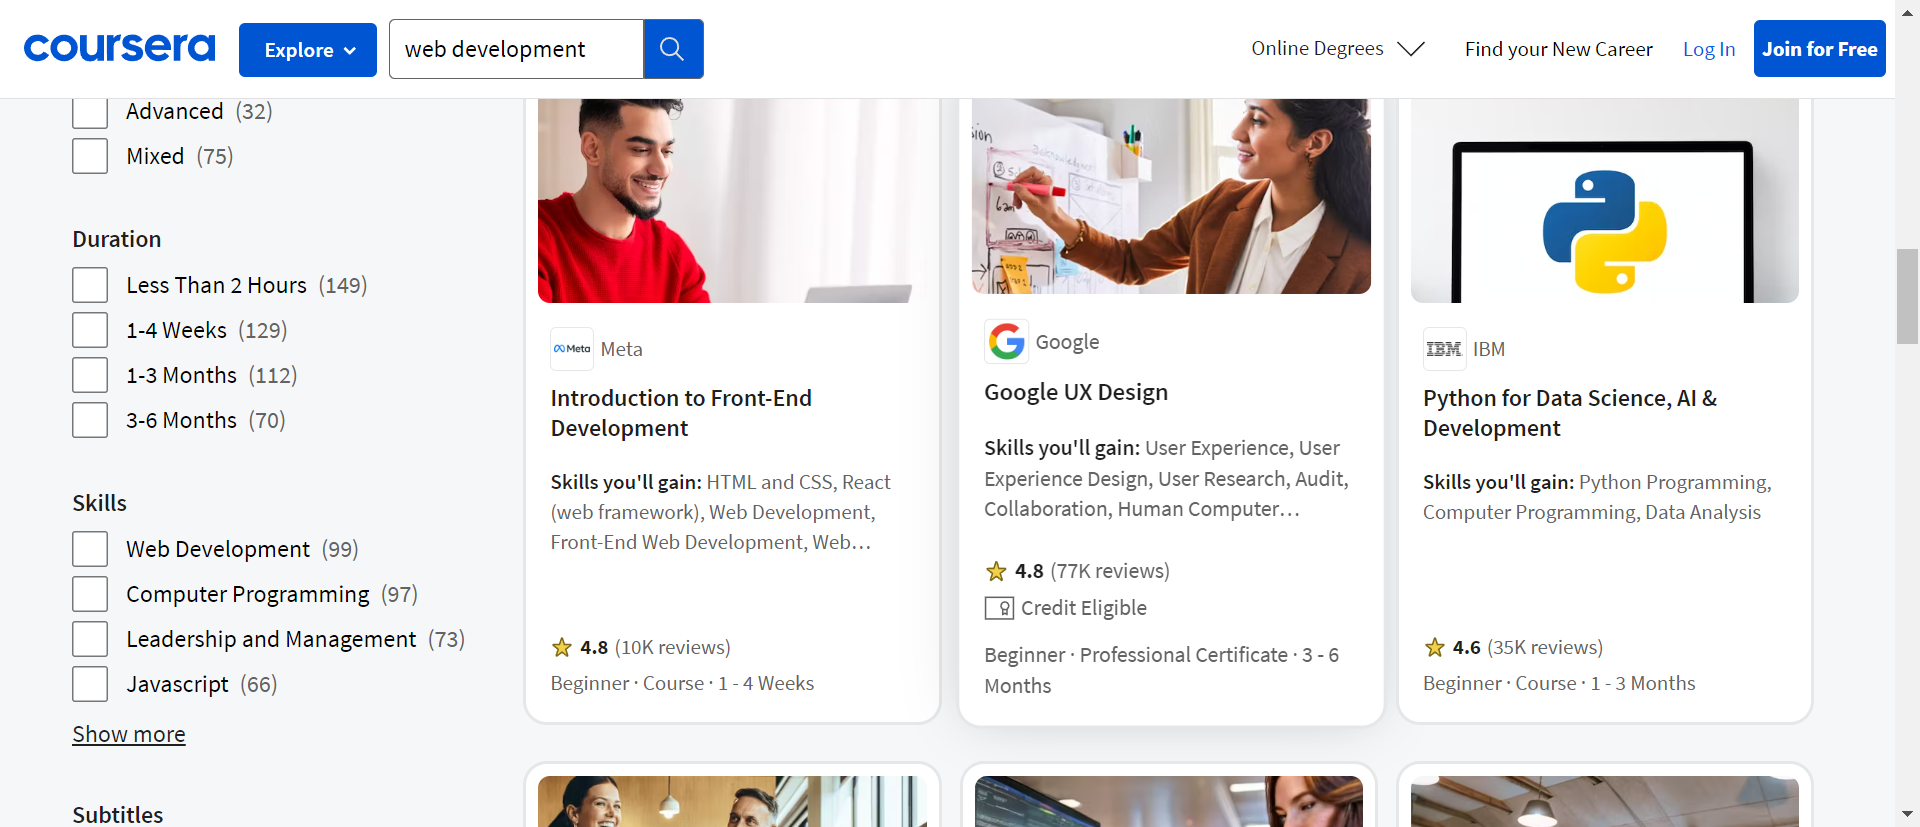 coursera
Explore
web development
Online Degrees
Find your New Career
Log In
Join for Free
Advanced (32)
Mixed (75)
Duration
Less Than 2 Hours (149)
1-4 Weeks (129)
1-3 Months (112)
3-6 Months (70)
Skills
Web Development (99)
Computer Programming (97)
Leadership and Management (73)
Javascript (66)
Show more
Subtitles
Meta
Meta
Introduction to Front-End
Development
Skills you'll gain: HTML and CSS, React
(web framework), Web Development,
Front-End Web Development, Web…
4.8 (10K reviews)
Beginner · Course · 1 - 4 Weeks
G
Google
Google UX Design
Skills you'll gain: User Experience, User
Experience Design, User Research, Audit,
Collaboration, Human Computer…
4.8 (77K reviews)
Credit Eligible
Beginner · Professional Certificate · 3 - 6
Months
IBM
IBM
Python for Data Science, AI &
Development
Skills you'll gain: Python Programming,
Computer Programming, Data Analysis
4.6 (35K reviews)
Beginner · Course · 1 - 3 Months